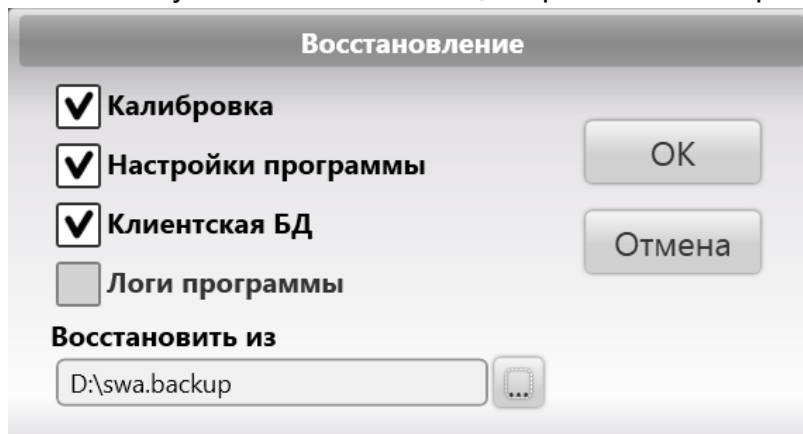 Восстановление
Калибровка
Настройки программы
OK
Клиентская БД
Отмена
Логи программы
Восстановить из
D:\swa.backup
...